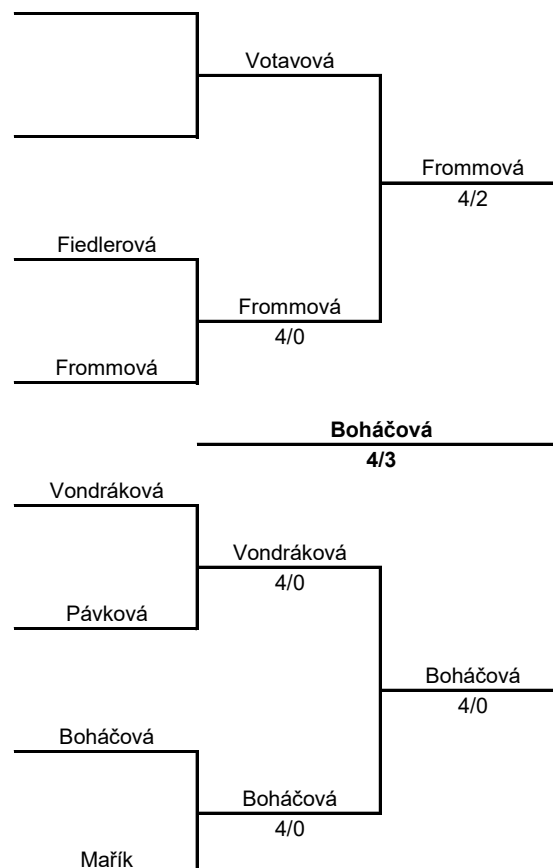 Votavová
Frommová
4/2
Fiedlerová
Frommová
4/0
Frommová
Boháčová
4/3
Vondráková
Vondráková
4/0
Pávková
Boháčová
4/0
Boháčová
Boháčová
4/0
Mařík